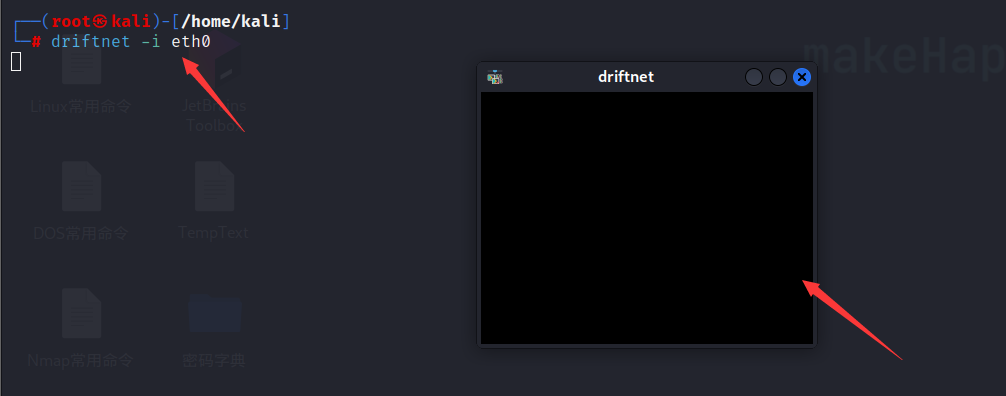 ┌──(root㉿kali)-[/home/kali]
└─# driftnet -i eth0
driftnet
makeHap
Linux常用命令
JetBrains
Toolbox
DOS常用命令
TempText
Nmap常用命令
密码字典